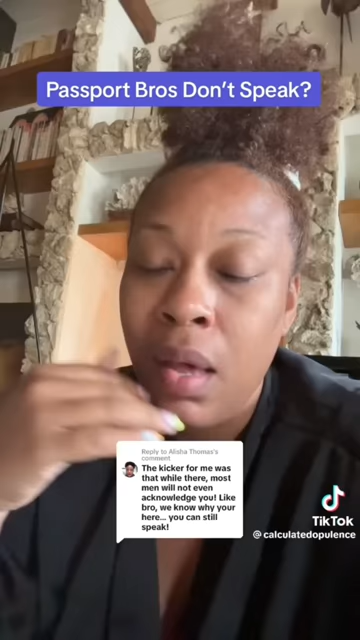 Passport Bros Don't Speak?
Reply to Alisha Thomas's
comment
The kicker for me was
that while there, most
men will not even
acknowledge you! Like
bro, we know why your
here... you can still
speak!
TikTok
@calculatedopulence